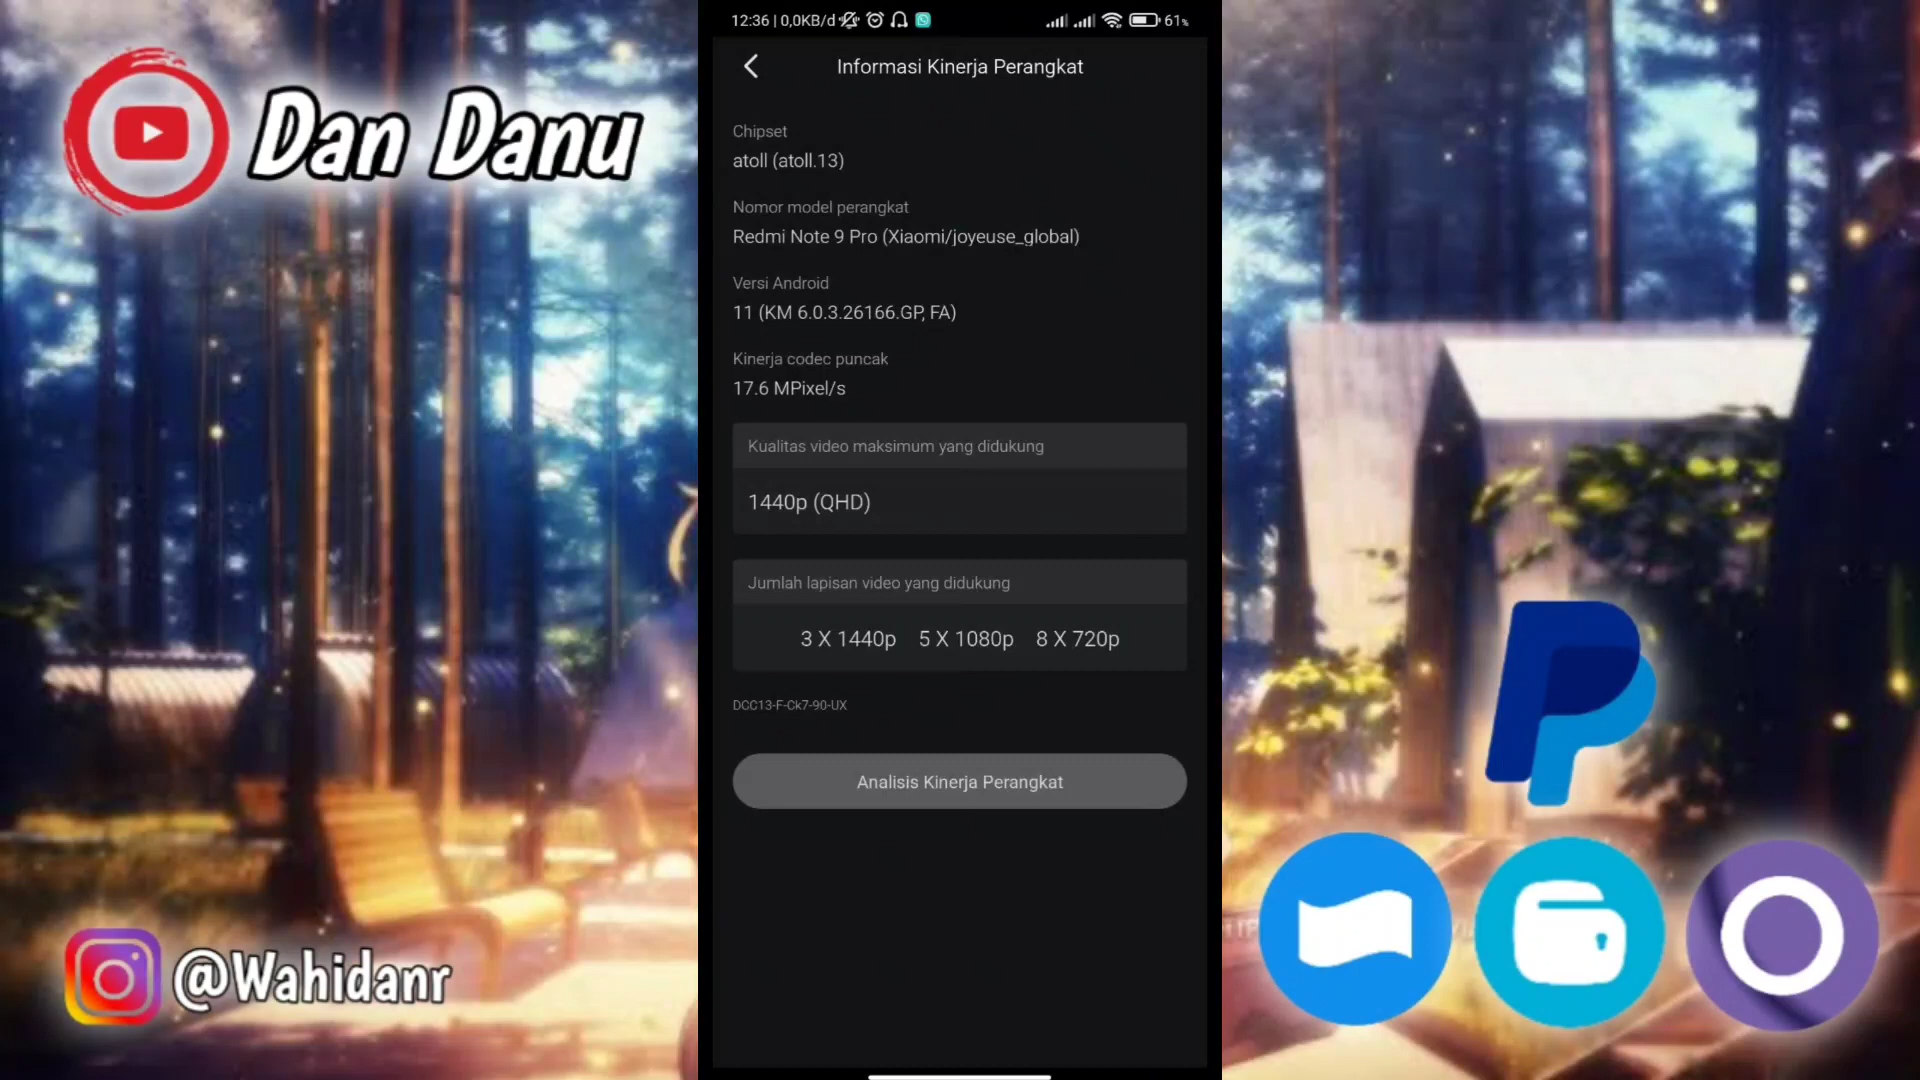 Dan Danu
@Wahidanr
12:36 | 0,0KB/d
61%
Informasi Kinerja Perangkat
Chipset
atoll (atoll.13)
Nomor model perangkat
Redmi Note 9 Pro (Xiaomi/joyeuse_global)
Versi Android
11 (KM 6.0.3.26166.GP, FA)
Kinerja codec puncak
17.6 MPixel/s
Kualitas video maksimum yang didukung
1440p (QHD)
Jumlah lapisan video yang didukung
3 X 1440p 5 X 1080p 8 X 720p
DCC13-F-Ck7-90-UX
Analisis Kinerja Perangkat